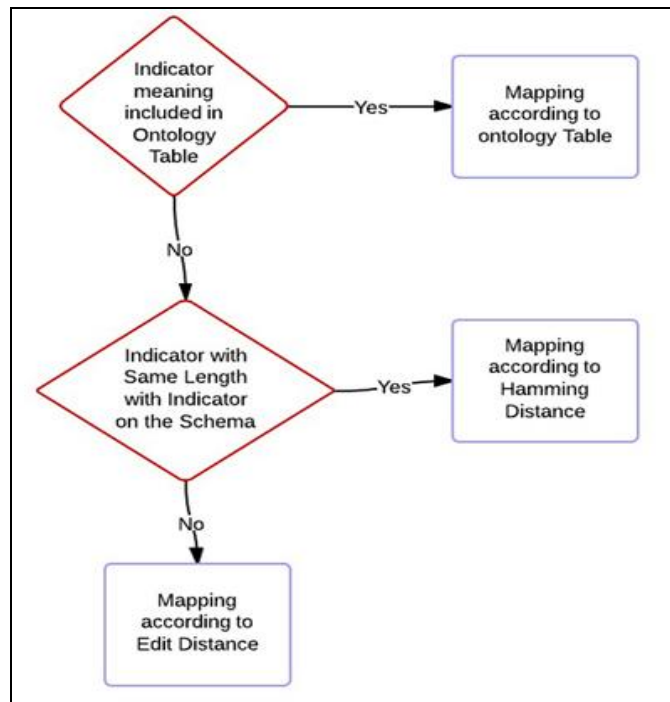 Indicator
meaning
included in
Ontology
Table
Yes
Mapping
according to
ontology Table
No
Indicator with
Same Length
with Indicator
on the Schema
Yes
Mapping
according to
Hamming
Distance
No
Mapping
according to
Edit Distance